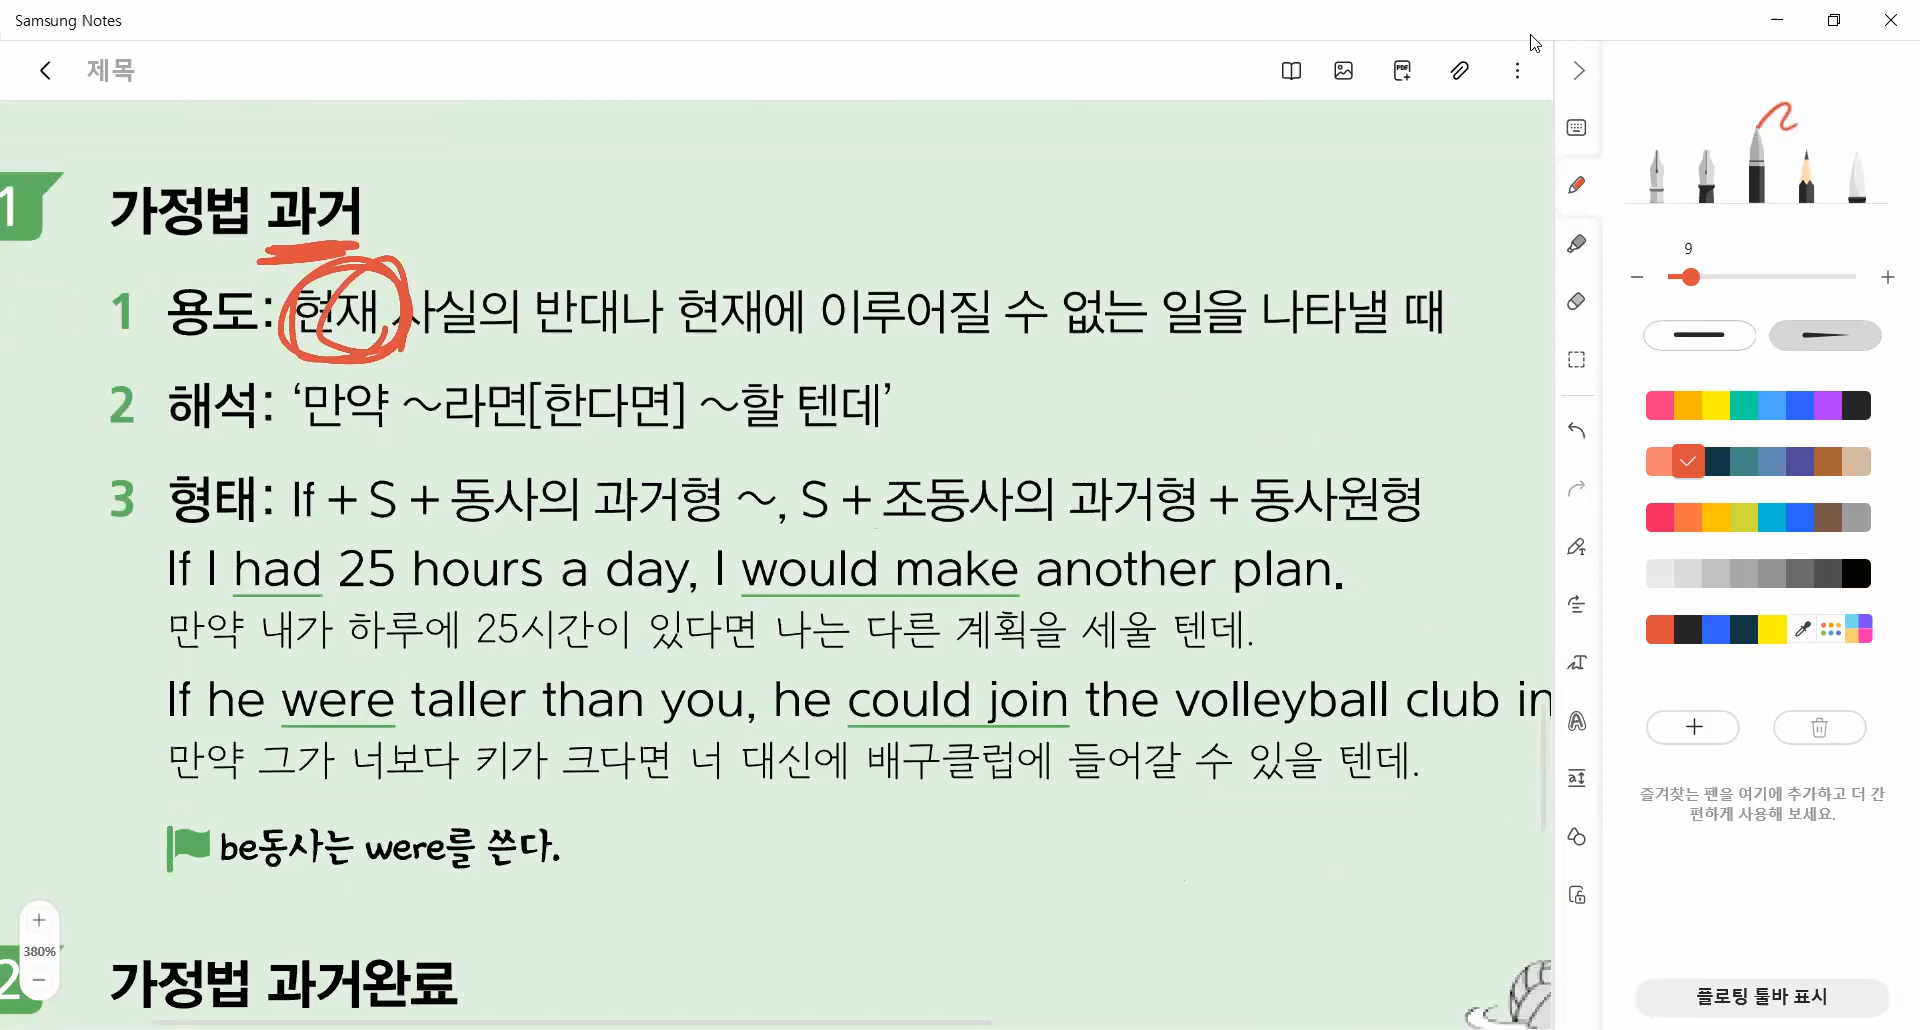 Samsung Notes
제목
PDF
1 가정법 과거
1 용도: 현재 사실의 반대나 현재에 이루어질 수 없는 일을 나타낼 때
2 해석: ‘만약 ~라면[한다면] ~할 텐데’
3 형태: If + S + 동사의 과거형 ~, S + 조동사의 과거형 + 동사원형
If I had 25 hours a day, I would make another plan.
만약 내가 하루에 25시간이 있다면 나는 다른 계획을 세울 텐데.
If he were taller than you, he could join the volleyball club in
만약 그가 너보다 키가 크다면 너 대신에 배구클럽에 들어갈 수 있을 텐데.
be동사는 were를 쓴다.
2 가정법 과거완료
380%
9
즐겨찾는 펜을 여기에 추가하고 더 간
편하게 사용해 보세요.
플로팅 툴바 표시